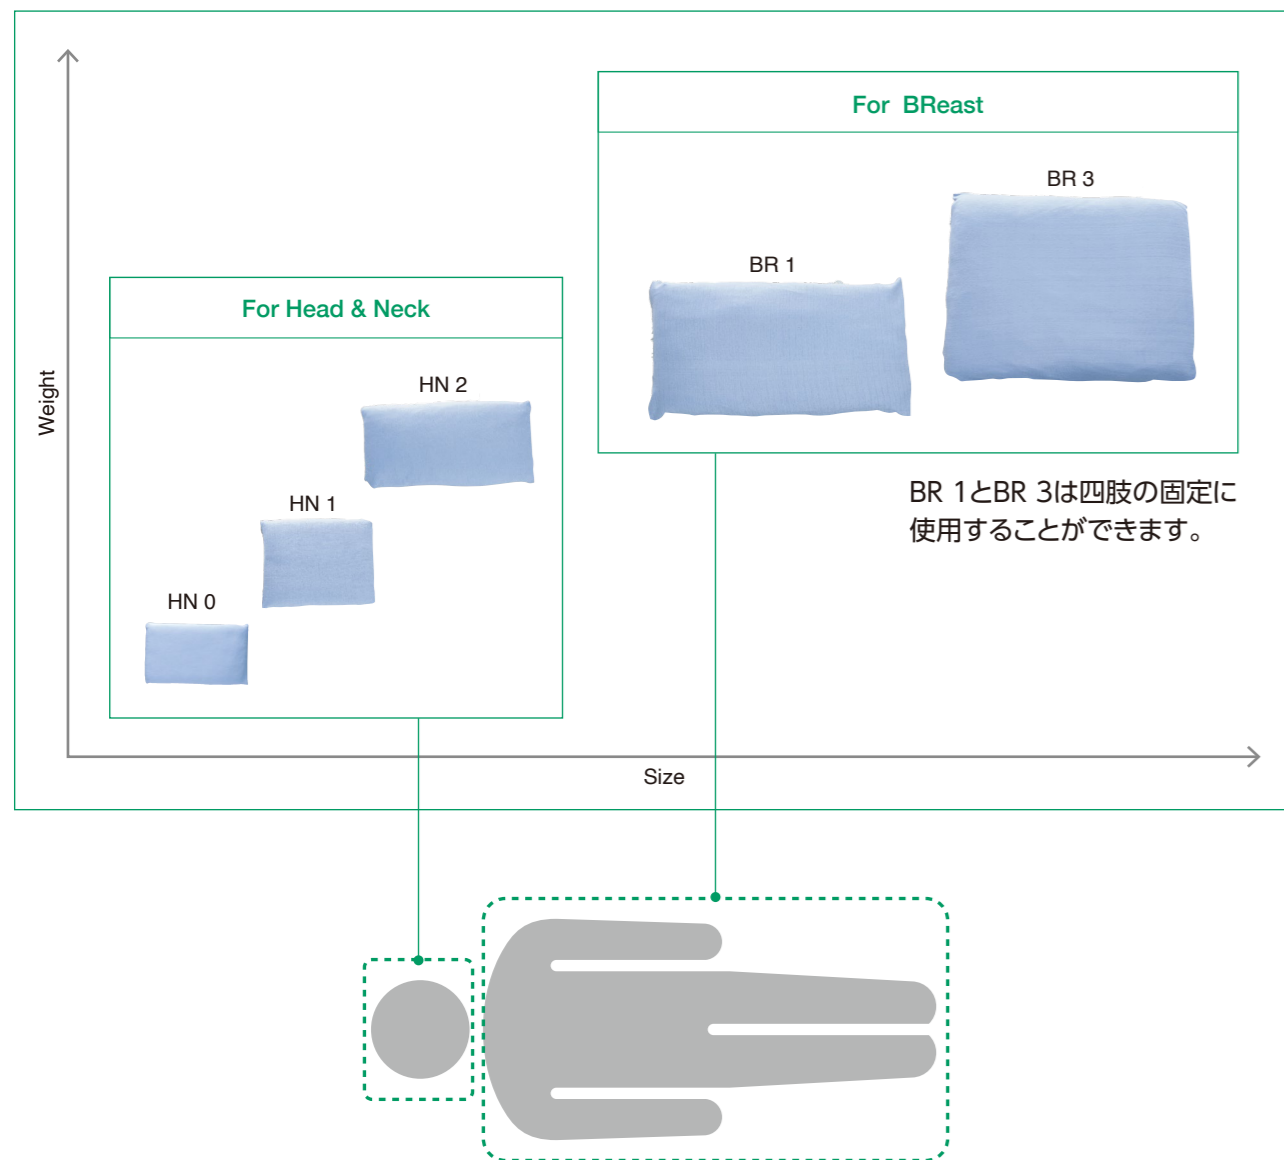 For BReast
BR 3
BR 1
For Head & Neck
HN 2
HN 1
HN 0
Weight
BR 1とBR 3は四肢の固定に
使用することができます。
Size